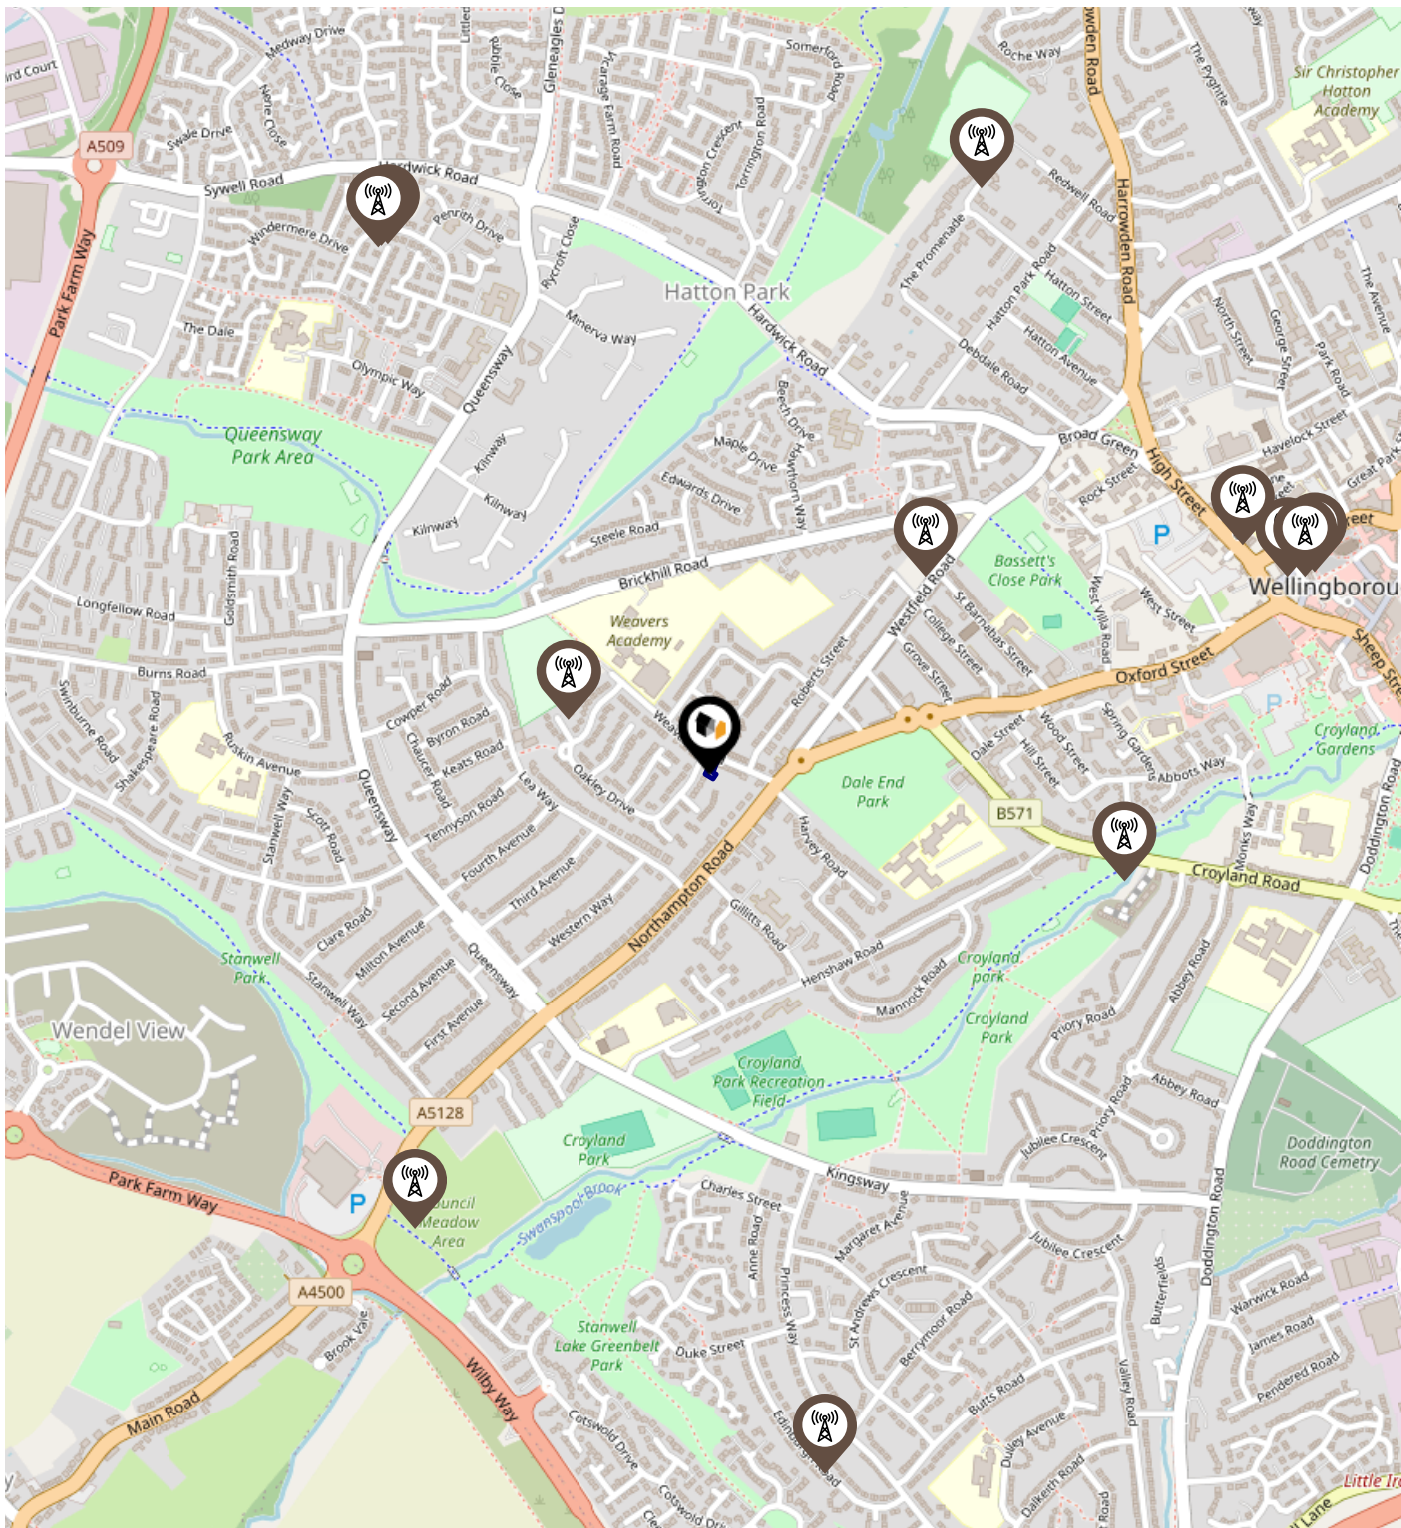 Medway Drive
Roche Way
The Pyghtle
Sir Christopher
Hatton
Academy
Somerford Road
Vicarage Farm Road
Nene Close
Swale Drive
A509
Hardwick Road
Sywell Road
Torrington Crescent
Torrington Road
Redwell Road
Harrowden Road
Penrith Drive
Windermere Drive
The Promenade
Rycroft Close
Park Farm Way
Hatton Park
Hatton Park Road
Hatton Street
The Avenue
Minerva Way
The Dale
Hardwick Road
Hatton Avenue
North Street
George Street
Park Road
Debdale Road
Olympic Way
Queensway
Queensway
Park Area
Beech Drive
Maple Drive
Hawthorn Way
Broad Green
Havelock Street
High Street
Rock Street
Kilnway
Kilnway
Kilnway
Edwards Drive
Steele Road
P
Brickhill Road
Bassett's
Close Park
Goldsmith Road
Longfellow Road
Westfield Road
West Villa Road
West Street
St Barnabas Street
College Street
Weavers
Academy
Sheep
Burns Road
Grove Street
Oxford Street
Roberts Street
Swinburne Road
Shakespeare Road
Cowper Road
Byron Road
Chaucer Road
Keats Road
Ruskin Avenue
P
Spring Gardens
Croyland
Gardens
Wood Street
Dale Street
Hill Street
Abbots Way
Lea Way
Oakley Drive
Dale End
Park
Queensway
Tennyson Road
B571
Stanwell Way
Scott Road
Harvey Road
Monks Way
Doddington Road
Fourth Avenue
Third Avenue
Croyland Road
Western Way
Northampton Road
Gillitts Road
Clare Road
Milton Avenue
Henshaw Road
Abbey Road
Stanwell
Park
Queensway
Second Avenue
Stanwell Way
First Avenue
Mannock Road
Croyland
park
Croyland
Park
Priory Road
Wendel View
Croyland
Park Recreation
Field
Abbey Road
A5128
Priory Road
Croyland
Park
Jubilee Crescent
Doddington
Road Cemetry
Park Farm Way
P
Meadow
Area
Swanspool Brook
Charles Street
Kingsway
Doddington Road
Anne Road
Margaret Avenue
Jubilee Crescent
A4500
Princess Way
St Andrews Crescent
Butterfields
Warwick Road
Brook Vale
Berrymoor Road
James Road
Stanwell
Lake Greenbelt
Park
Duke Street
Pendered Road
Wilby Way
Valley Road
Main Road
Butts Road
Cotswold Drive
Dulley Avenue
Dalkeith Road
Lane